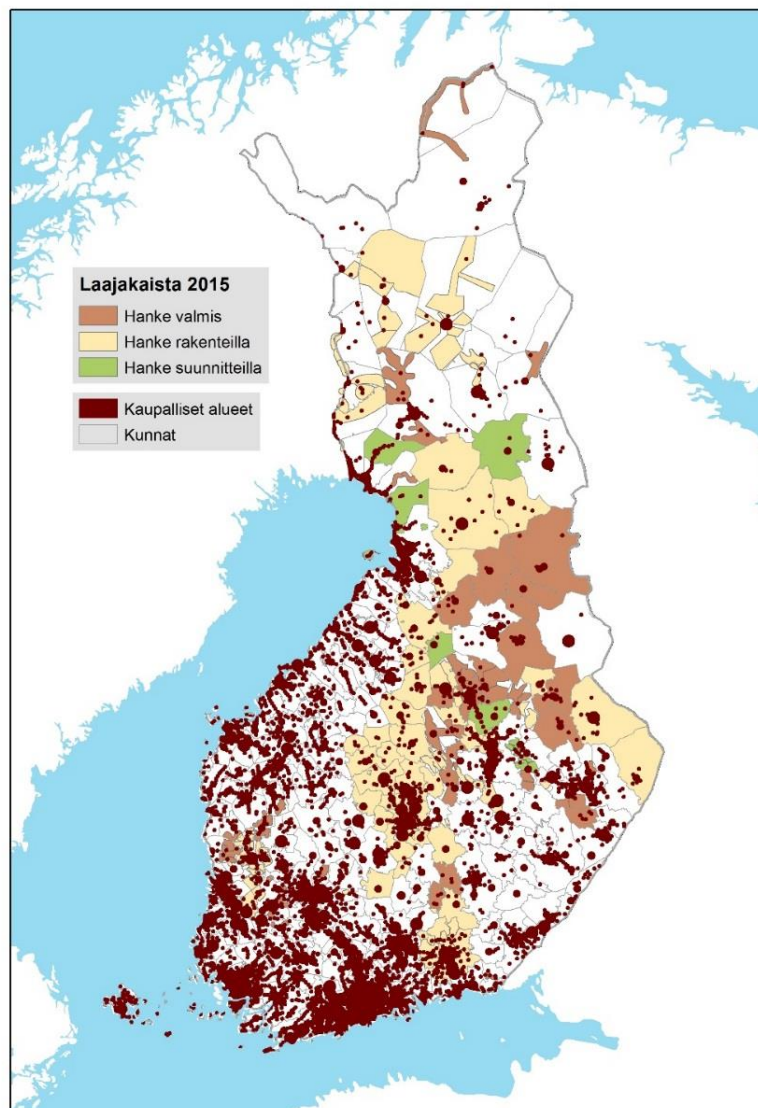 Laajakaista 2015
Hanke valmis
Hanke rakenteilla
Hanke suunnitteilla
Kaupalliset alueet
Kunnat